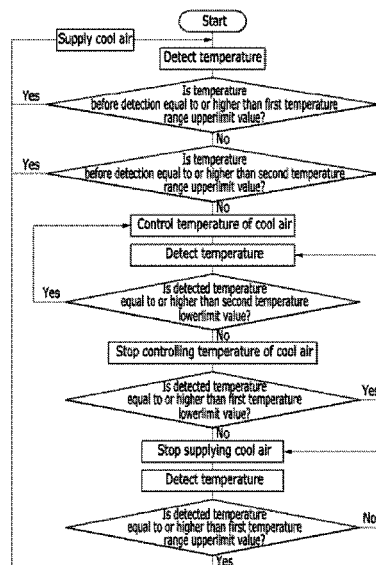 Start
Supply cool air
Detect temperature
Is temperature
Yes
before detection equal to or higher than first temperature
range upperlimit value?
No
Is temperature
Yes
before detection equal to or higher than second temperature
range upperlimit value?
No
Control temperature of cool air
Detect temperature
Is detected temperature
Yes
equal to or higher than second temperature
lowerlimit value?
No
Stop controlling temperature of cool air
Is detected temperature
Yes
equal to or higher than first temperature
lowerlimit value?
No
Stop supplying cool air
Detect temperature
Is detected temperature
No
equal to or higher than first temperature
range upperlimit value?
Yes